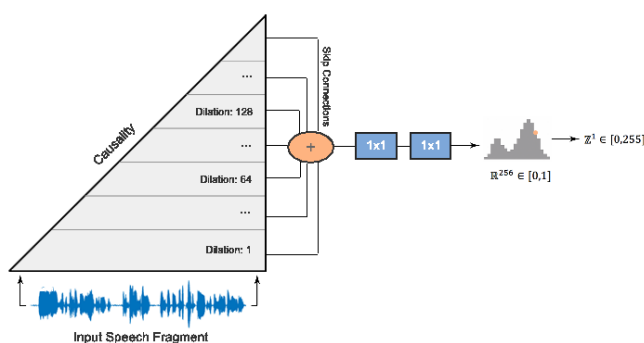 Skip Connections
...
Dilation: 128
Causality
...
+
1x1
1x1
ℤ¹ ∈ [0,255]
Dilation: 64
ℝ²⁵⁶ ∈ [0,1]
...
Dilation: 1
Input Speech Fragment